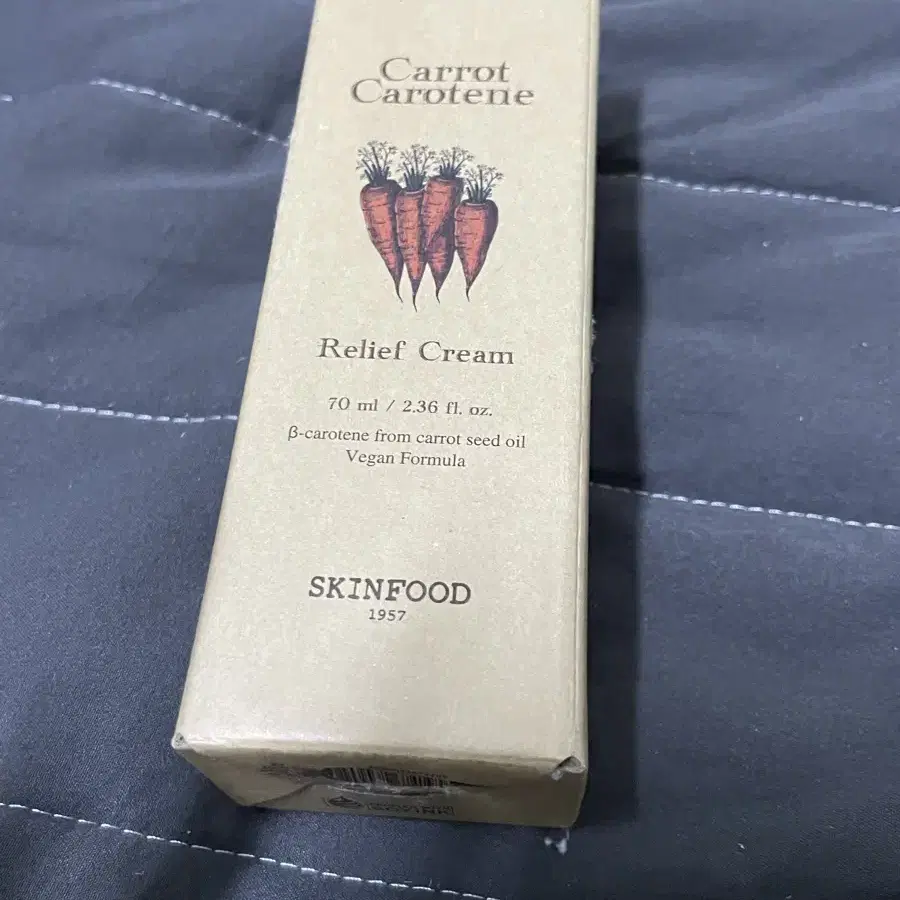 Carrot
Carotene
Relief Cream
70 ml / 2.36 fl. oz.
β-carotene from carrot seed oil
Vegan Formula
SKINFOOD
1957